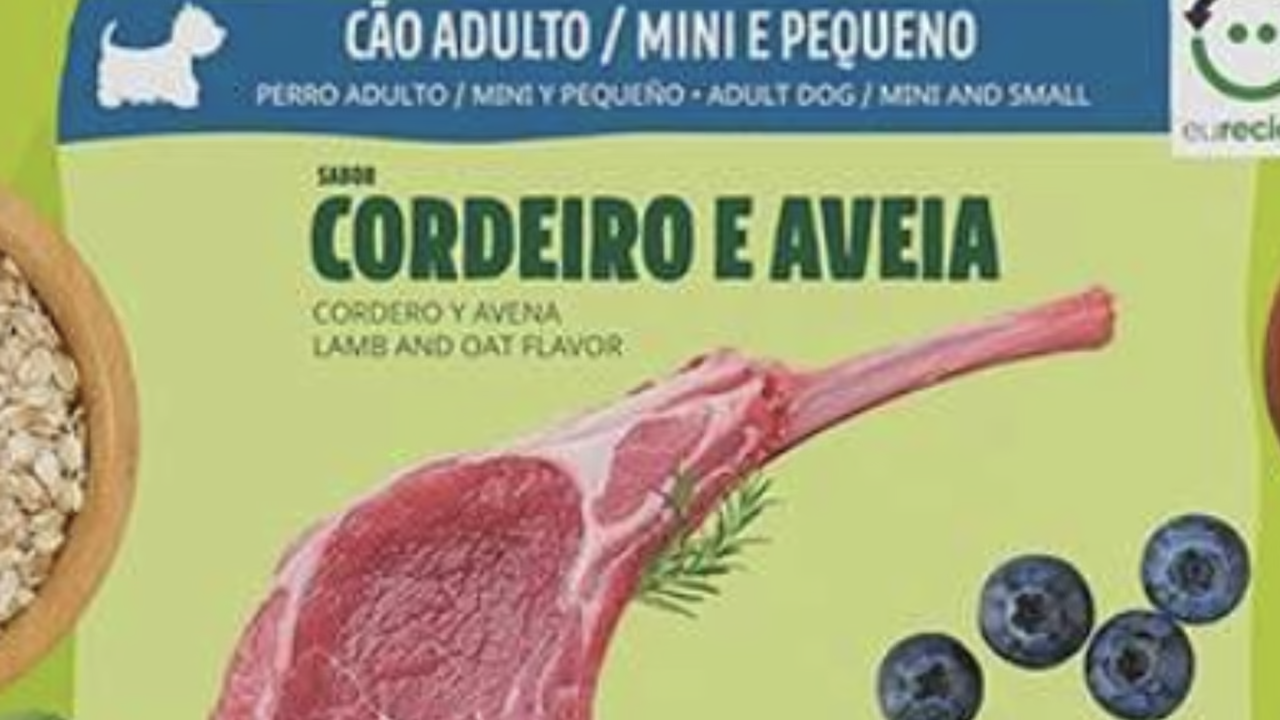 CÃO ADULTO / MINI E PEQUENO
PERRO ADULTO / MINI Y PEQUEÑO • ADULT DOG / MINI AND SMALL
SABOR
CORDEIRO E AVEIA
CORDERO Y AVENA
LAMB AND OAT FLAVOR